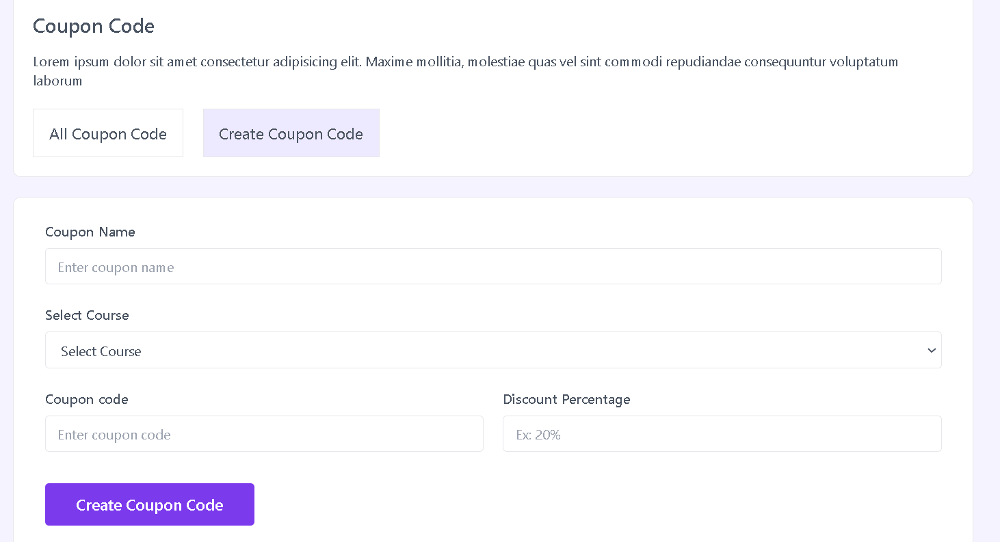 Coupon Code
Lorem ipsum dolor sit amet consectetur adipisicing elit. Maxime mollitia, molestiae quas vel sint commodi repudiandae consequuntur voluptatum
laborum
All Coupon Code
Create Coupon Code
Coupon Name
Enter coupon name
Select Course
Select Course
Coupon code
Discount Percentage
Enter coupon code
Ex: 20%
Create Coupon Code